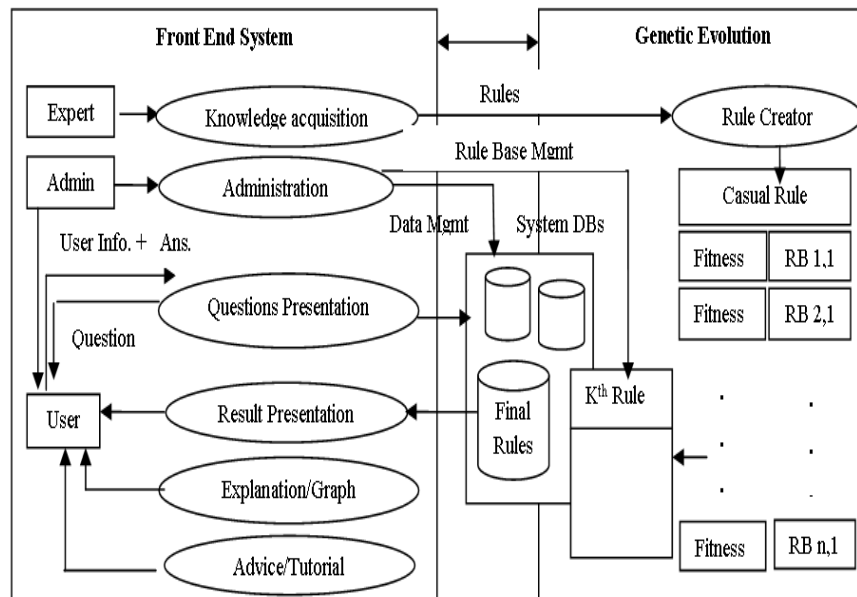 Front End System
Genetic Evolution
Expert
Knowledge acquisition
Rules
Rule Creator
Admin
Administration
Rule Base Mgmt
Casual Rule
Data Mgmt
System DBs
User Info. + Ans.
Fitness
RB 1,1
Questions Presentation
Fitness
RB 2,1
Question
User
Result Presentation
Final
Rules
Kth Rule
Explanation/Graph
Fitness
RB n,1
Advice/Tutorial